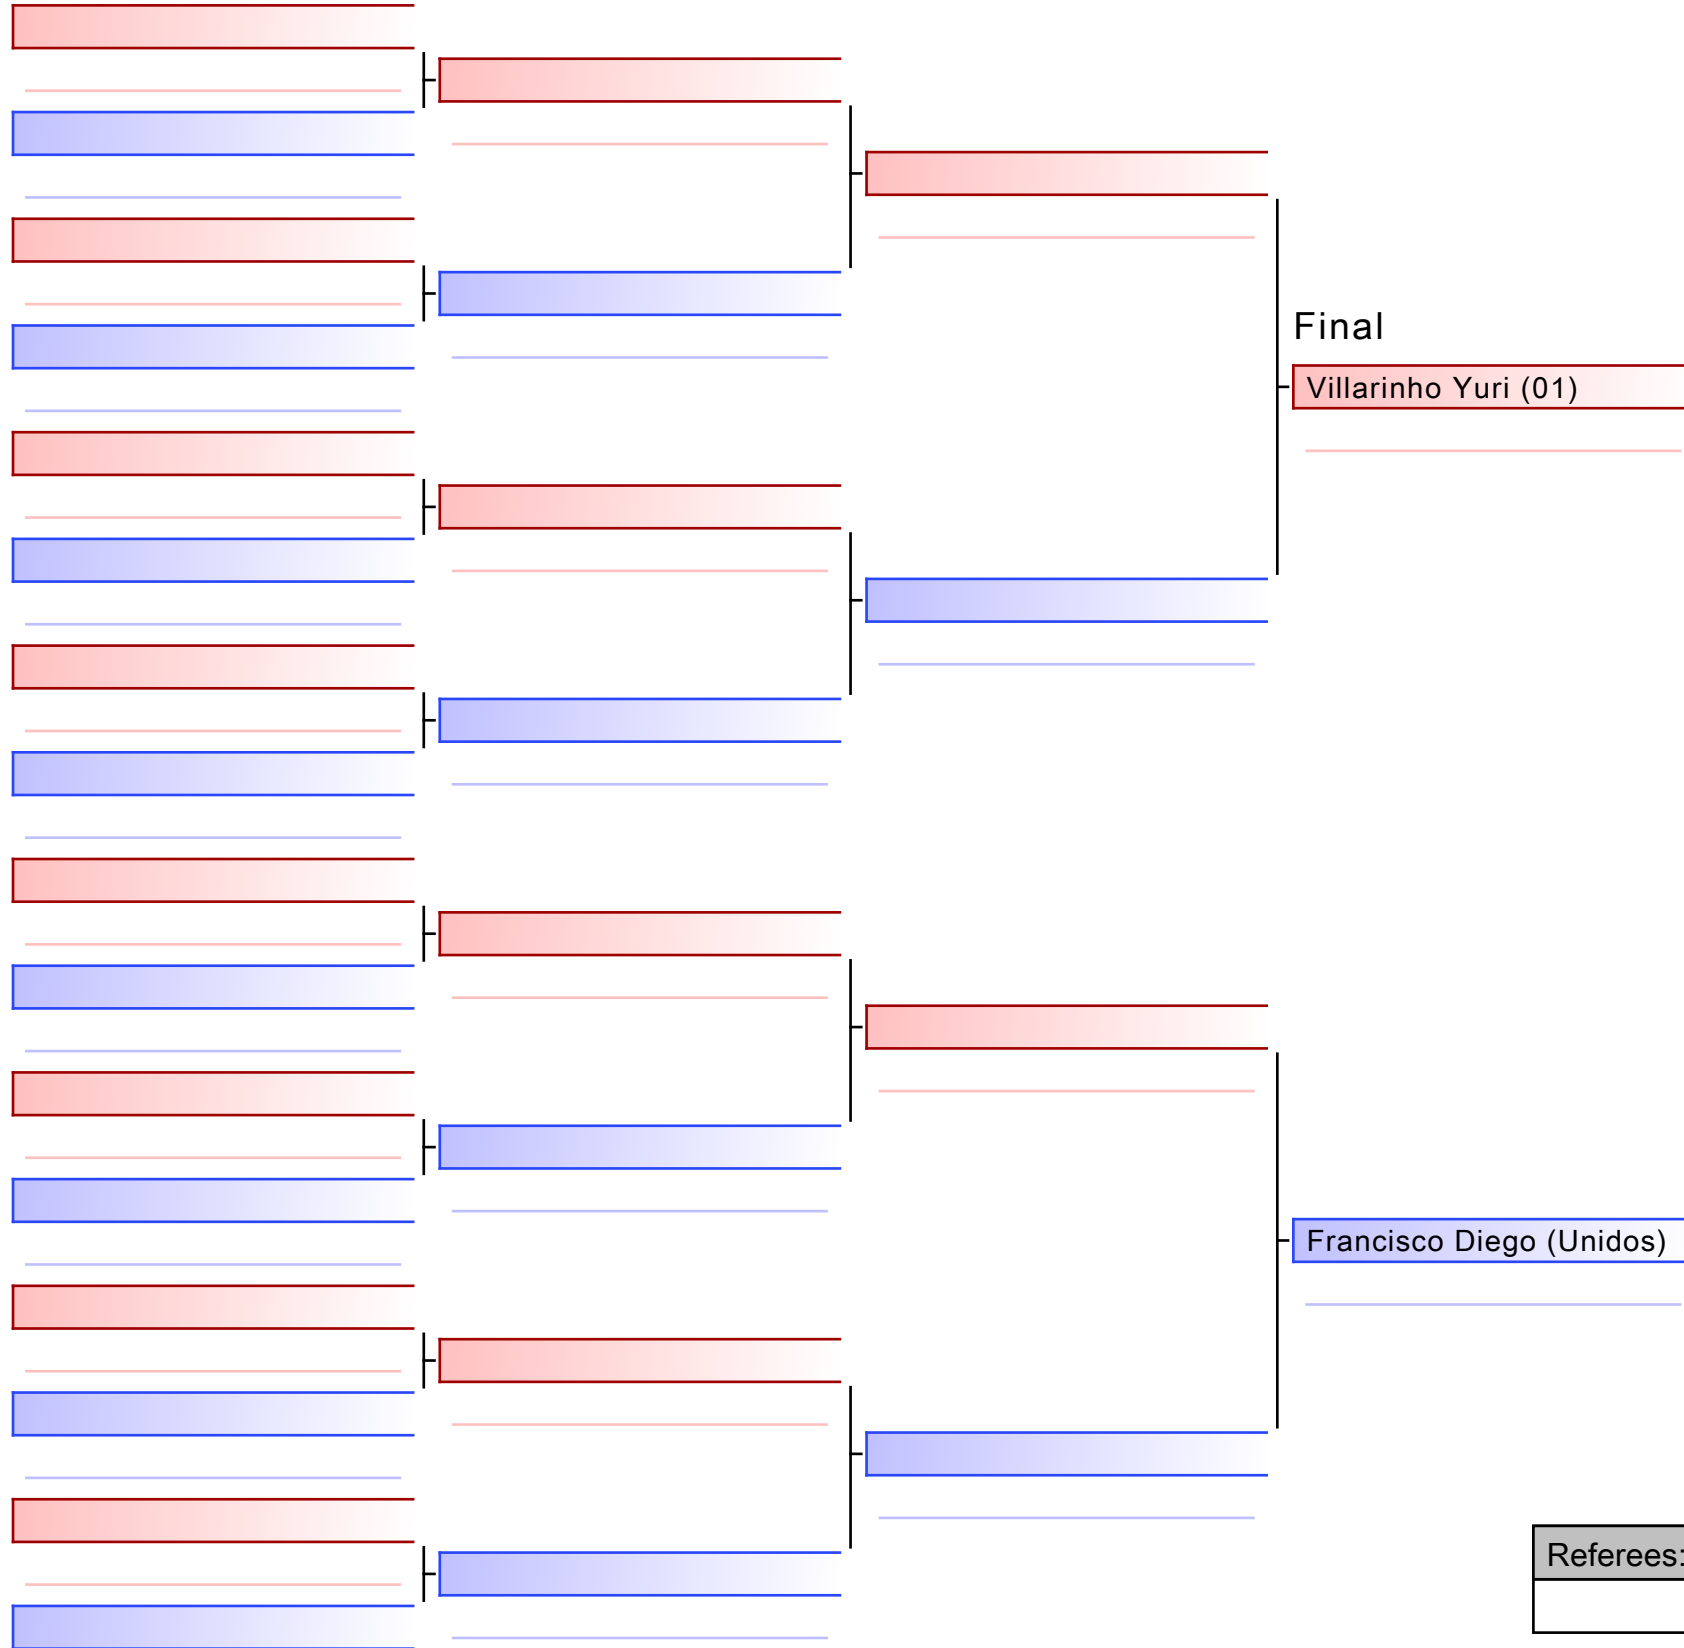 Final
Villarinho Yuri (01)
Francisco Diego (Unidos)
Referees: